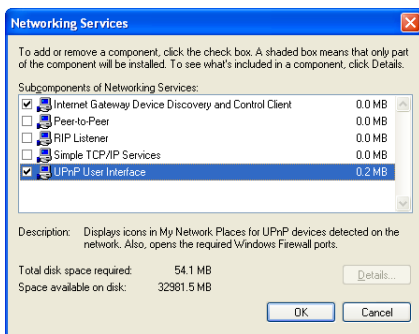 Networking Services
To add or remove a component, click the check box. A shaded box means that only part
of the component will be installed. To see what's included in a component, click Details.
Subcomponents of Networking Services:
Internet Gateway Device Discovery and Control Client 0.0 MB
Peer-to-Peer 0.0 MB
RIP Listener 0.0 MB
Simple TCP/IP Services 0.0 MB
UPnP User Interface 0.2 MB
Description: Displays icons in My Network Places for UPnP devices detected on the
network. Also, opens the required Windows Firewall ports.
Total disk space required: 54.1 MB
Details...
Space available on disk: 32981.5 MB
OK Cancel